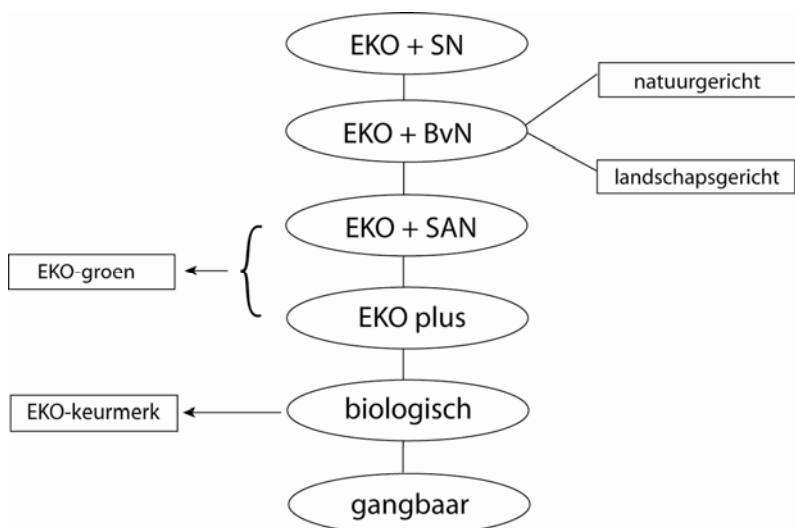 EKO + SN
natuurgericht
EKO + BvN
landschapsgericht
EKO + SAN
EKO-groen
EKO plus
EKO-keurmerk
biologisch
gangbaar